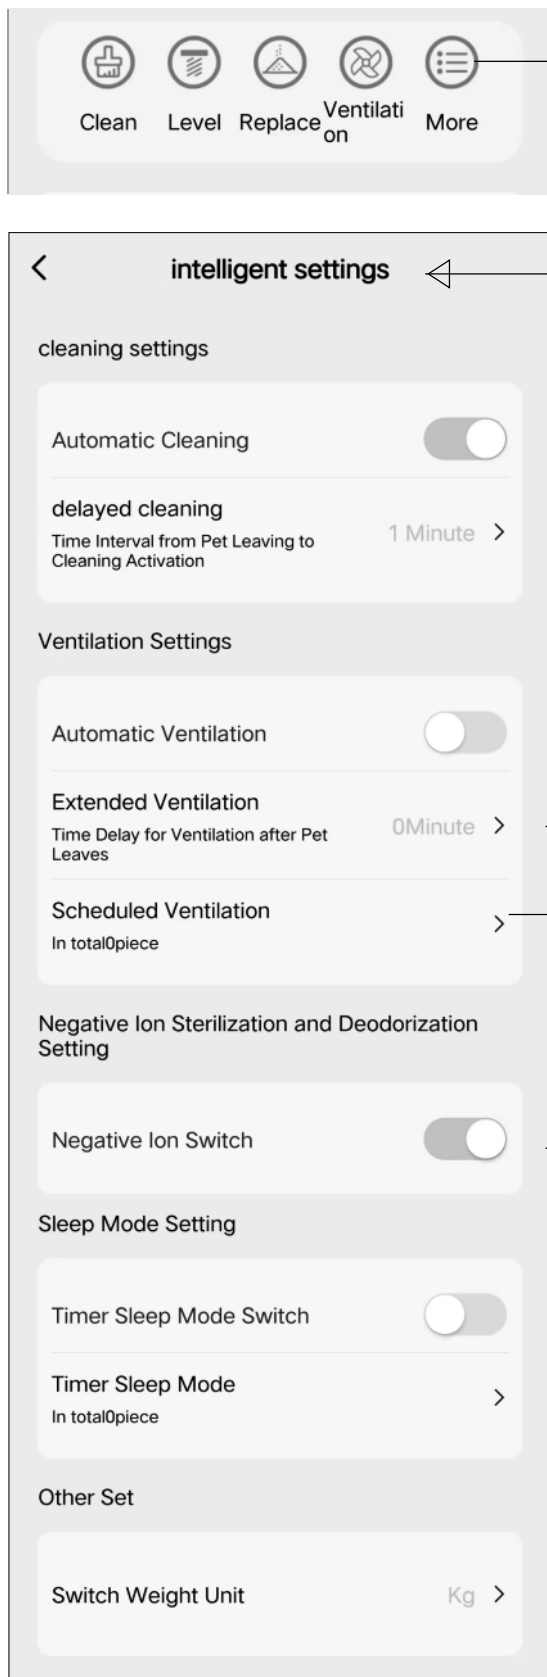 Clean Level Replace Ventilati
on More
intelligent settings
cleaning settings
Automatic Cleaning
delayed cleaning
Time Interval from Pet Leaving to
Cleaning Activation
1 Minute
Ventilation Settings
Automatic Ventilation
Extended Ventilation
Time Delay for Ventilation after Pet
Leaves
0Minute
Scheduled Ventilation
In total0piece
Negative Ion Sterilization and Deodorization
Setting
Negative Ion Switch
Sleep Mode Setting
Timer Sleep Mode Switch
Timer Sleep Mode
In total0piece
Other Set
Switch Weight Unit
Kg